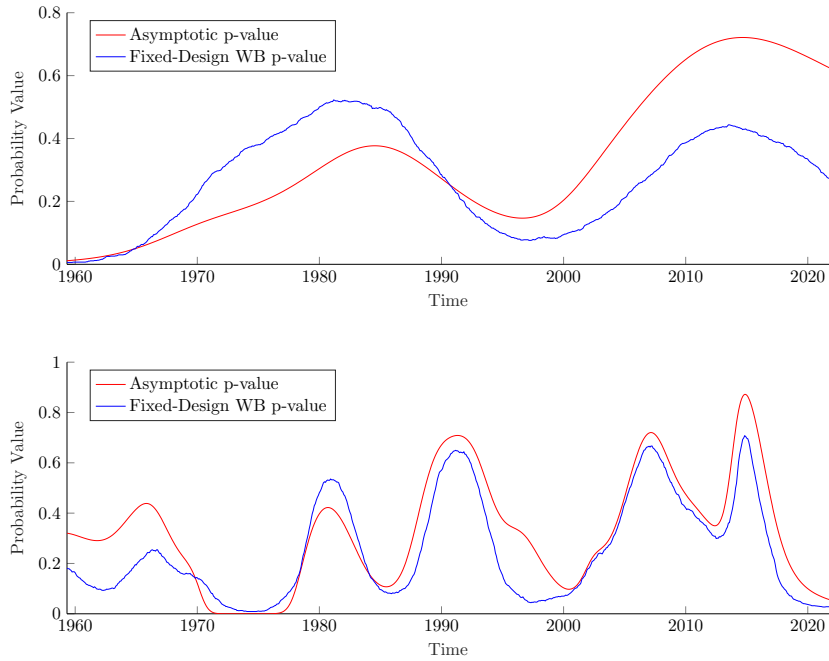 0.8
0.6
0.4
0.2
0
Probability Value
Asymptotic p-value
Fixed-Design WB p-value
1960 1970 1980 1990 2000 2010 2020
Time
1
0.8
0.6
0.4
0.2
0
Probability Value
Asymptotic p-value
Fixed-Design WB p-value
1960 1970 1980 1990 2000 2010 2020
Time